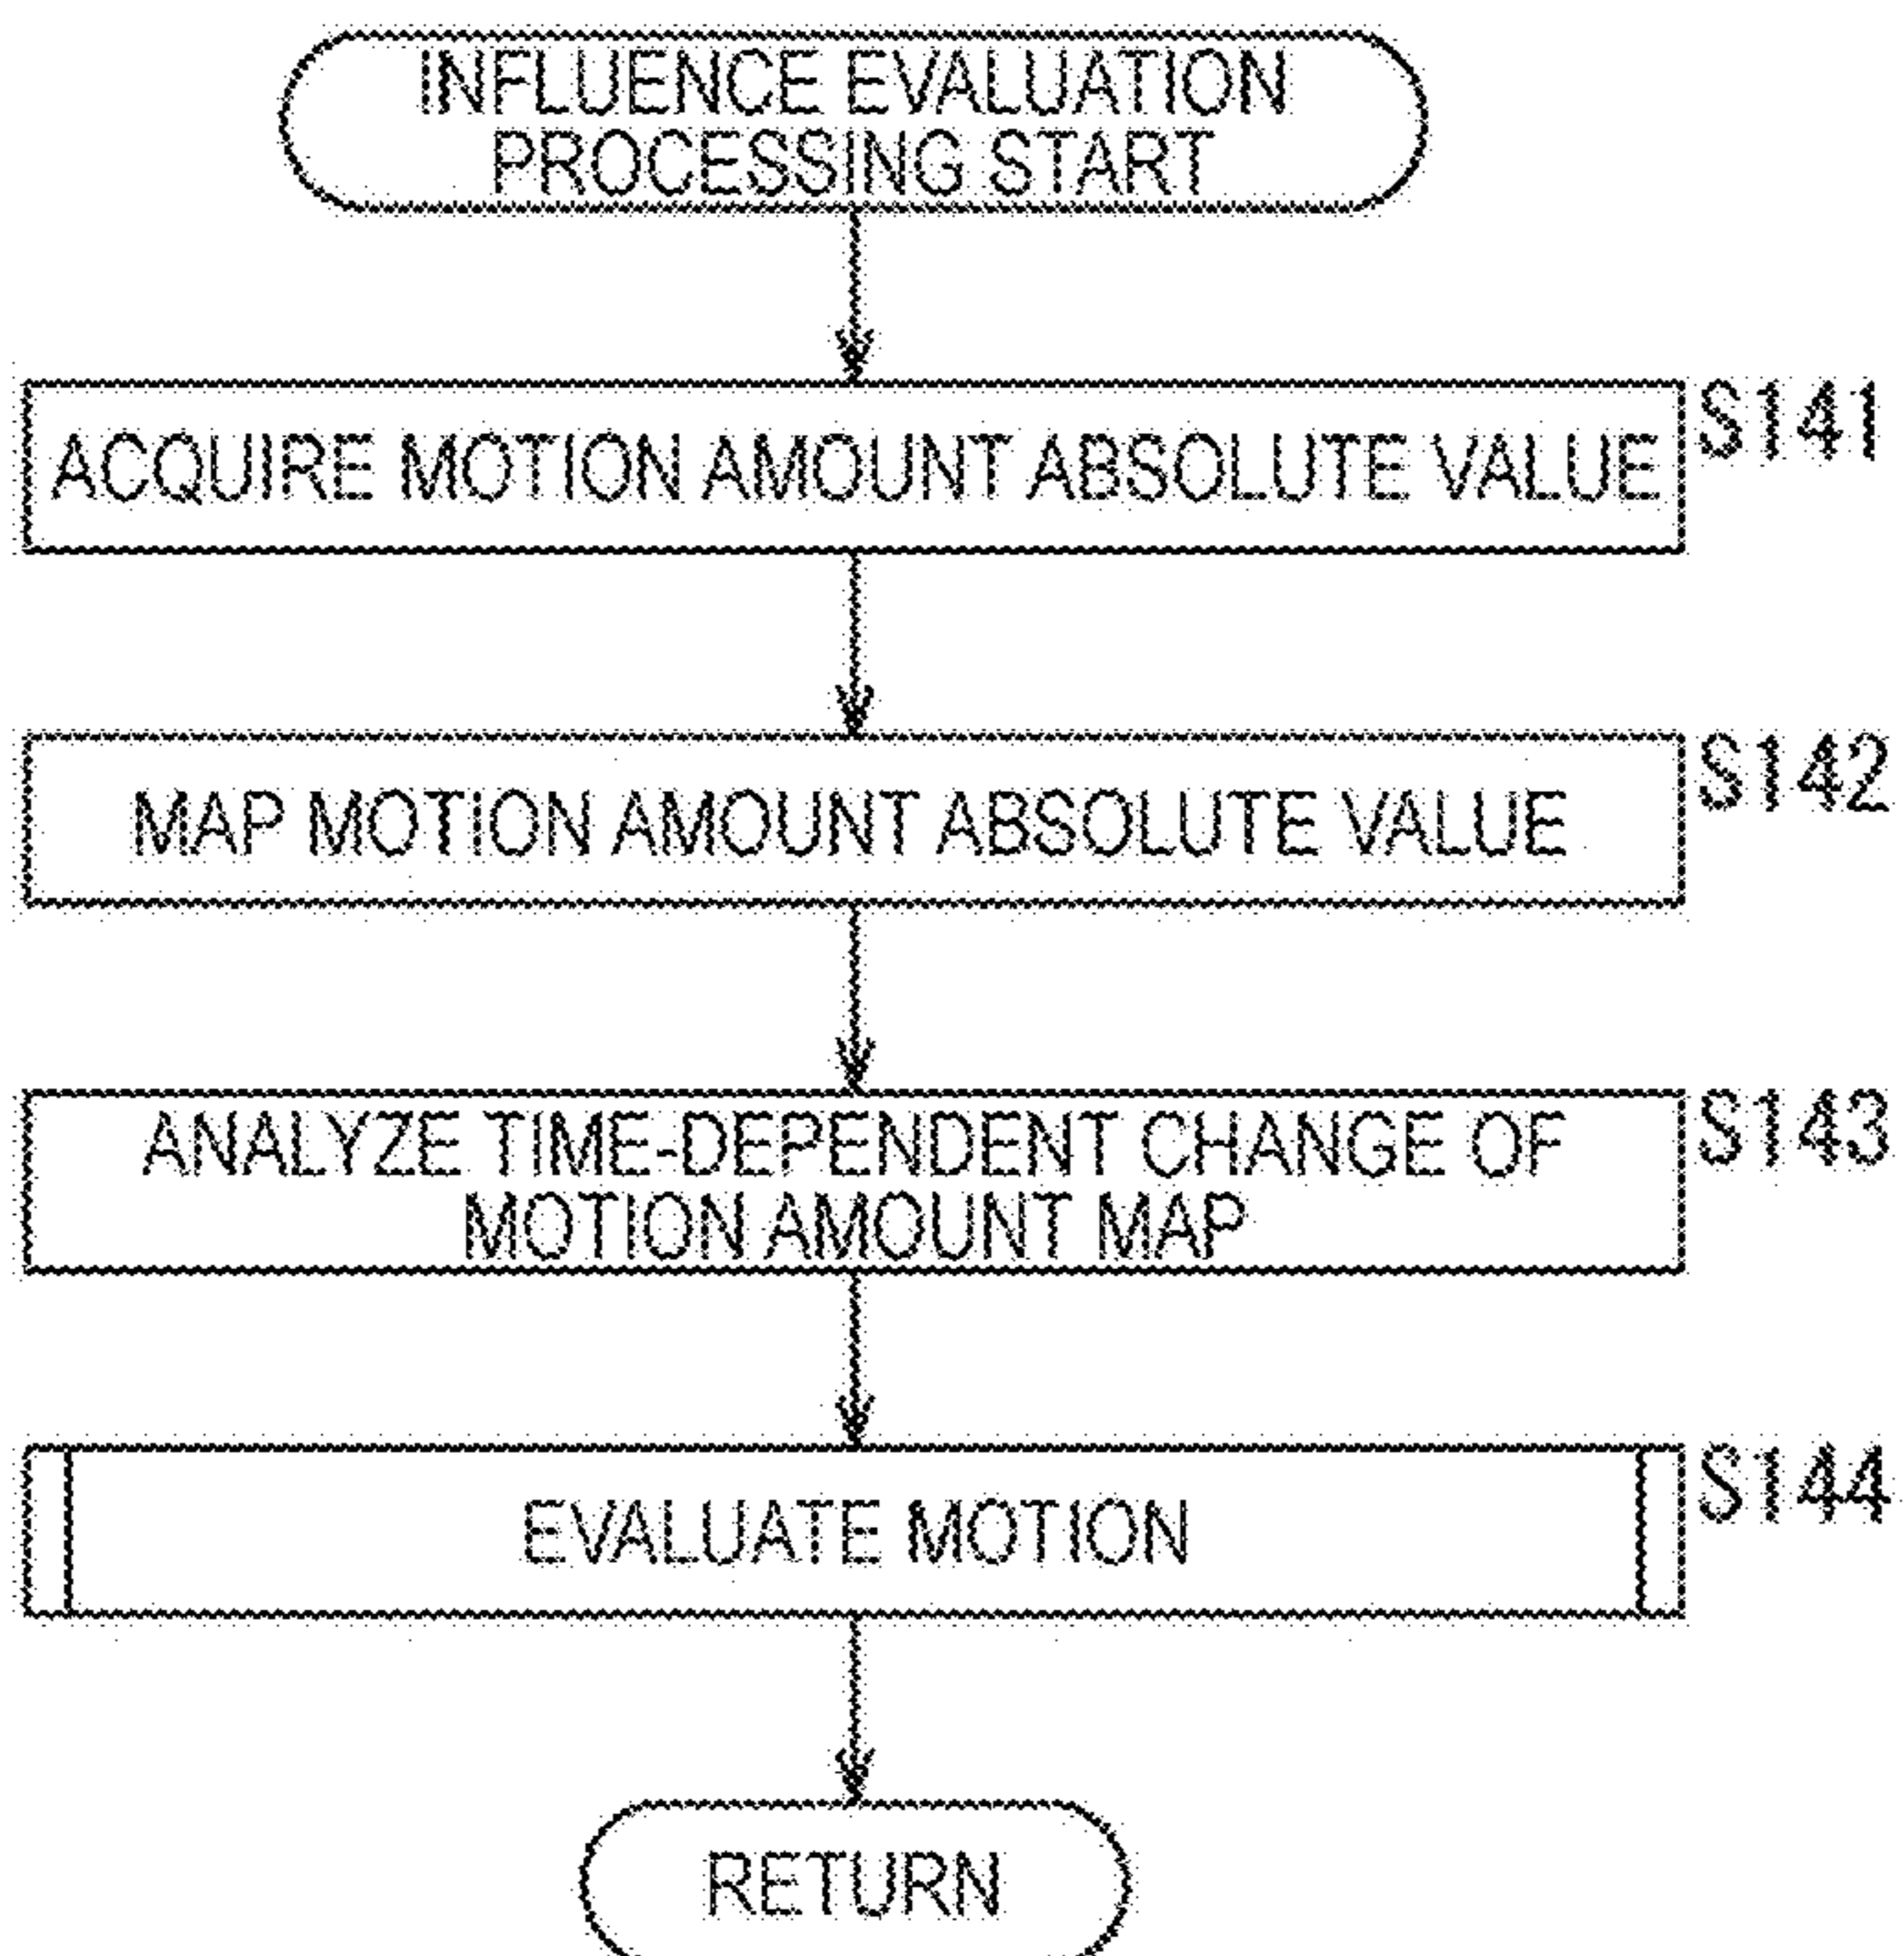 INFLUENCE EVALUATION
PROCESSING START
ACQUIRE MOTION AMOUNT ABSOLUTE VALUE
S141
MAP MOTION AMOUNT ABSOLUTE VALUE
S142
ANALYZE TIME-DEPENDENT CHANGE OF
MOTION AMOUNT MAP
S143
EVALUATE MOTION
S144
RETURN